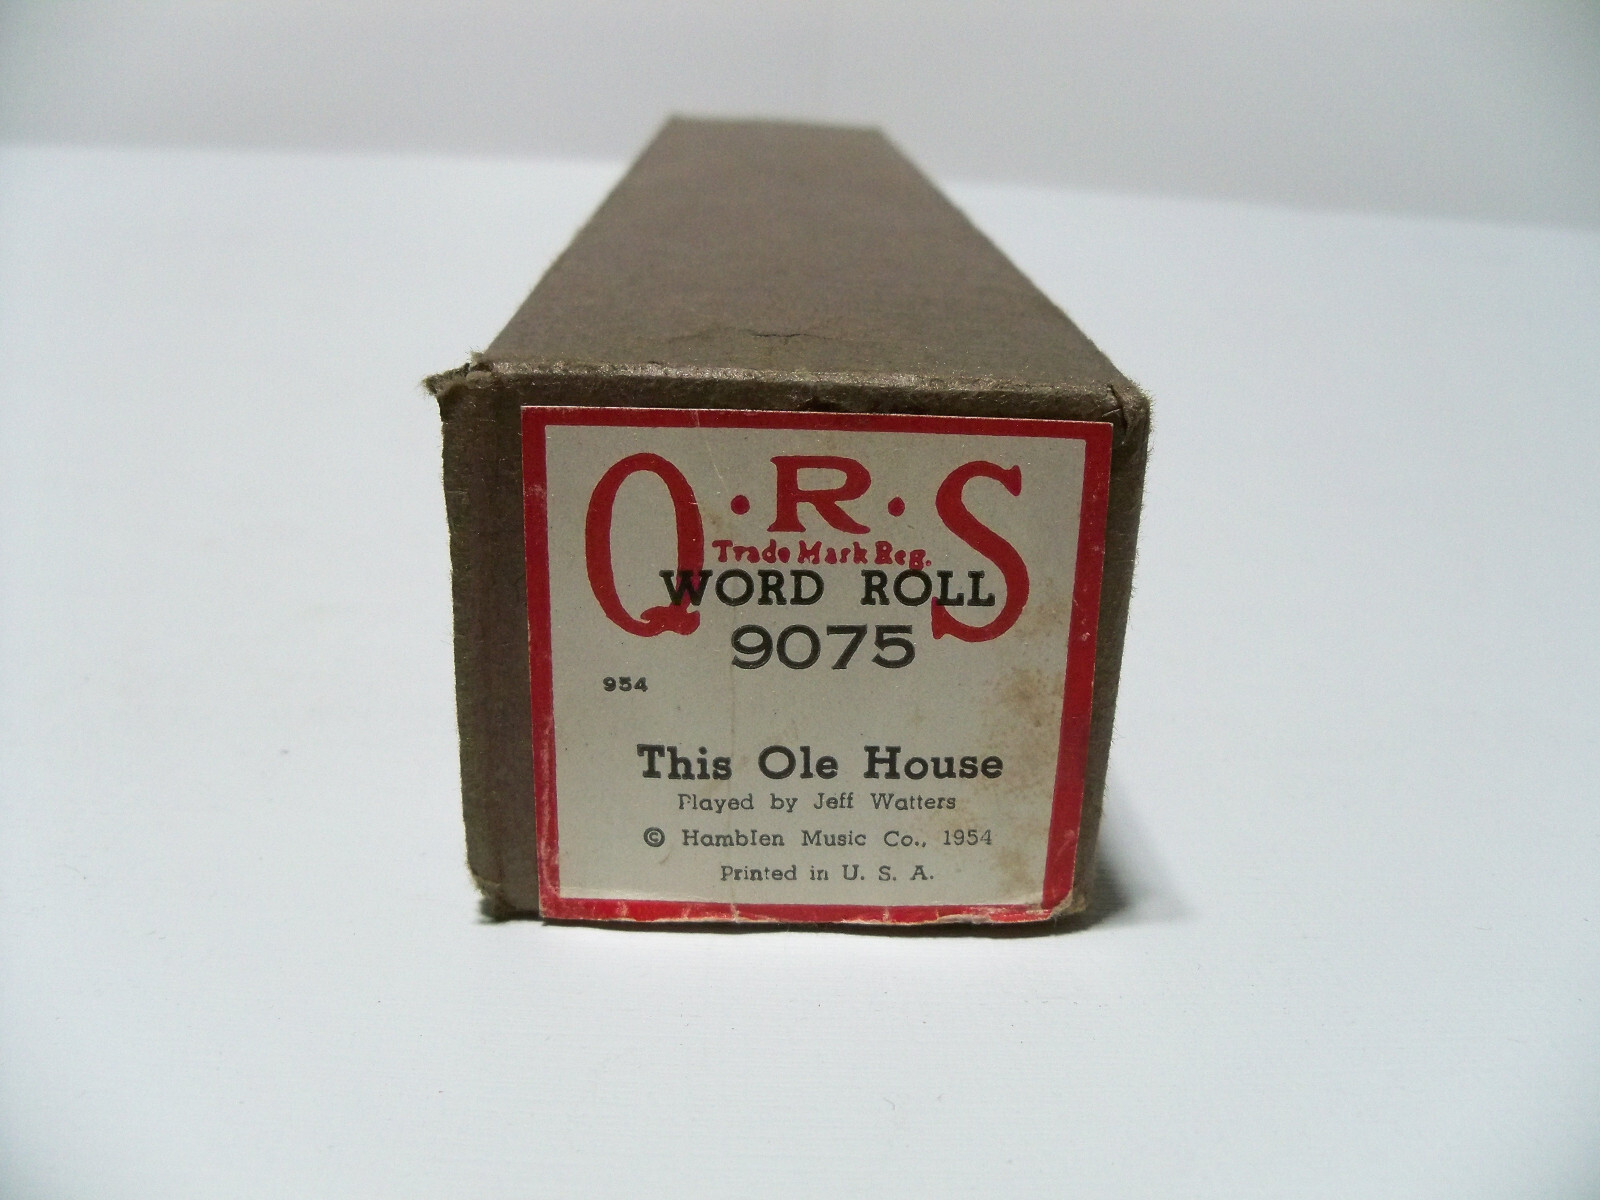 Q·R·S
Trade Mark Reg.
WORD ROLL
9075
954
This Ole House
Played by Jeff Watters
© Hamblen Music Co., 1954
Printed in U. S. A.